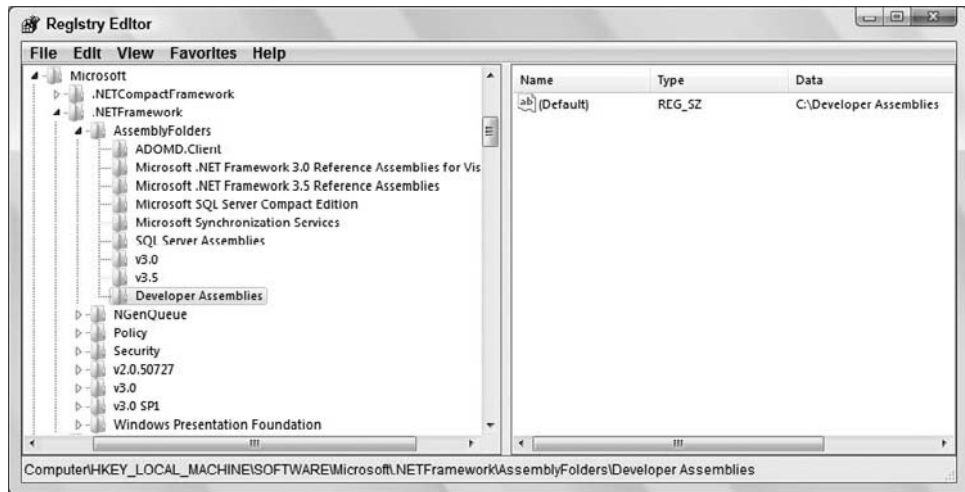 Registry Editor
File Edit View Favorites Help
Microsoft
.NETCompactFramework
.NETFramework
AssemblyFolders
ADOMD.Client
Microsoft .NET Framework 3.0 Reference Assemblies for Vis
Microsoft .NET Framework 3.5 Reference Assemblies
Microsoft SQL Server Compact Edition
Microsoft Synchronization Services
SQL Server Assemblies
v3.0
v3.5
Developer Assemblies
NGenQueue
Policy
Security
v2.0.50727
v3.0
v3.0 SP1
Windows Presentation Foundation
Name Type Data
ab (Default) REG_SZ C:\Developer Assemblies
Computer\HKEY_LOCAL_MACHINE\SOFTWARE\Microsoft\.NETFramework\AssemblyFolders\Developer Assemblies